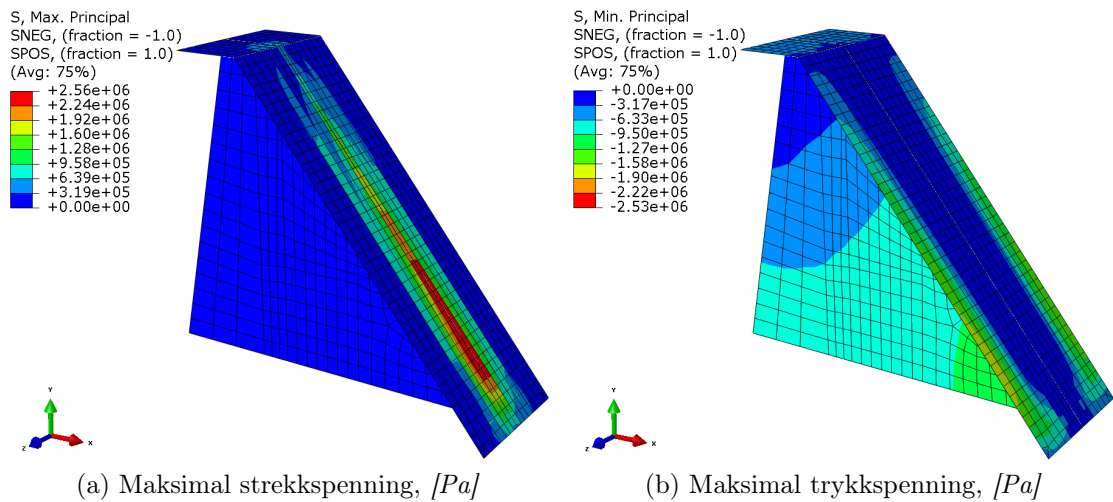 S, Max. Principal
SNEG, (fraction = -1.0)
SPOS, (fraction = 1.0)
(Avg: 75%)
+2.56e+06
+2.24e+06
+1.92e+06
+1.60e+06
+1.28e+06
+9.58e+05
+6.39e+05
+3.19e+05
+0.00e+00
Y
Z
X
(a) Maksimal strekkspenning, [Pa]
S, Min. Principal
SNEG, (fraction = -1.0)
SPOS, (fraction = 1.0)
(Avg: 75%)
+0.00e+00
-3.17e+05
-6.33e+05
-9.50e+05
-1.27e+06
-1.58e+06
-1.90e+06
-2.22e+06
-2.53e+06
Y
Z
X
(b) Maksimal trykkspenning, [Pa]